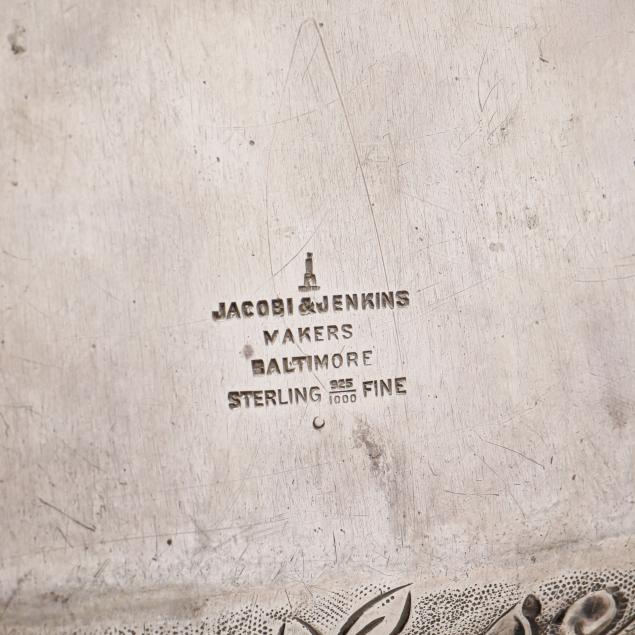 JACOBI & JENKINS
MAKERS
BALTIMORE
STERLING 925/1000 FINE